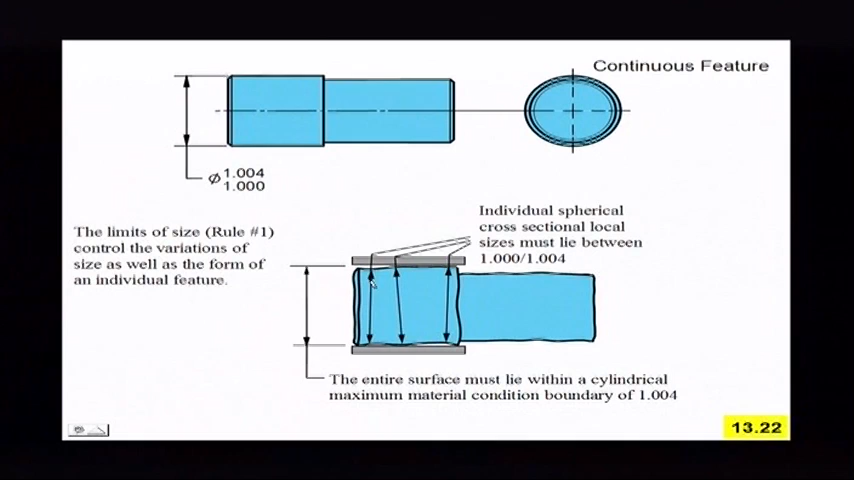 Continuous Feature
ø 1.004
1.000
The limits of size (Rule #1)
control the variations of
size as well as the form of
an individual feature.
Individual spherical
cross sectional local
sizes must lie between
1.000/1.004
The entire surface must lie within a cylindrical
maximum material condition boundary of 1.004
13.22